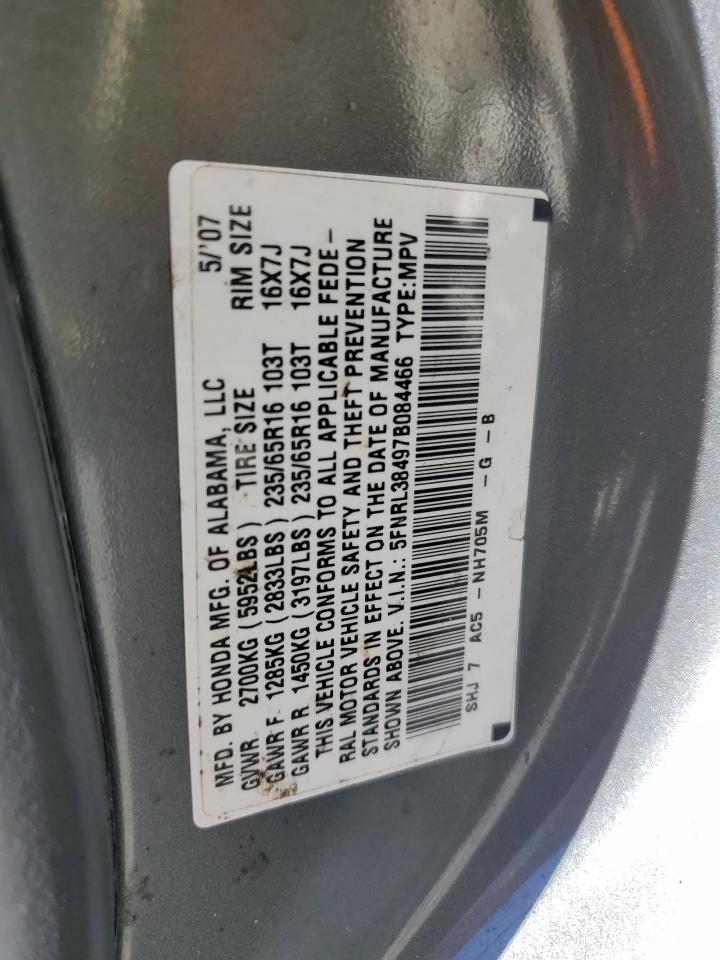 MFD. BY HONDA MFG. OF ALABAMA, LLC 5/'07
GVWR 2700KG (5952LBS) TIRE SIZE RIM SIZE
GAWR F 1285KG (2833LBS) 235/65R16 103T 16X7J
GAWR R 1450KG (3197LBS) 235/65R16 103T 16X7J
THIS VEHICLE CONFORMS TO ALL APPLICABLE FEDE-
RAL MOTOR VEHICLE SAFETY AND THEFT PREVENTION
STANDARDS IN EFFECT ON THE DATE OF MANUFACTURE
SHOWN ABOVE. V.I.N.: 5FNRL38497B084466 TYPE:MPV
SHJ 7 AC5 -NH705M -G -B